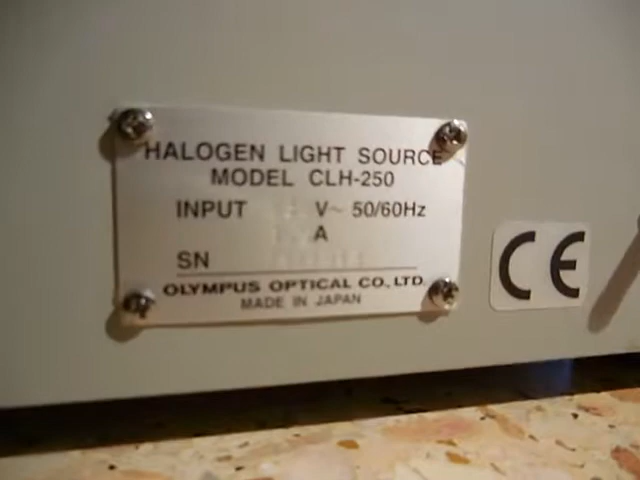 HALOGEN LIGHT SOURCE
MODEL CLH-250
INPUT V~ 50/60Hz
A
SN
OLYMPUS OPTICAL CO., LTD.
MADE IN JAPAN
CE